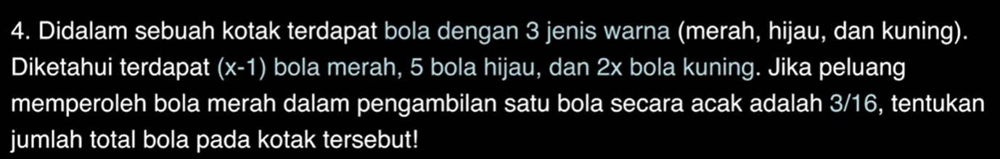 4. Didalam sebuah kotak terdapat bola dengan 3 jenis warna (merah, hijau, dan kuning).
Diketahui terdapat (x-1) bola merah, 5 bola hijau, dan 2x bola kuning. Jika peluang
memperoleh bola merah dalam pengambilan satu bola secara acak adalah 3/16, tentukan
jumlah total bola pada kotak tersebut!